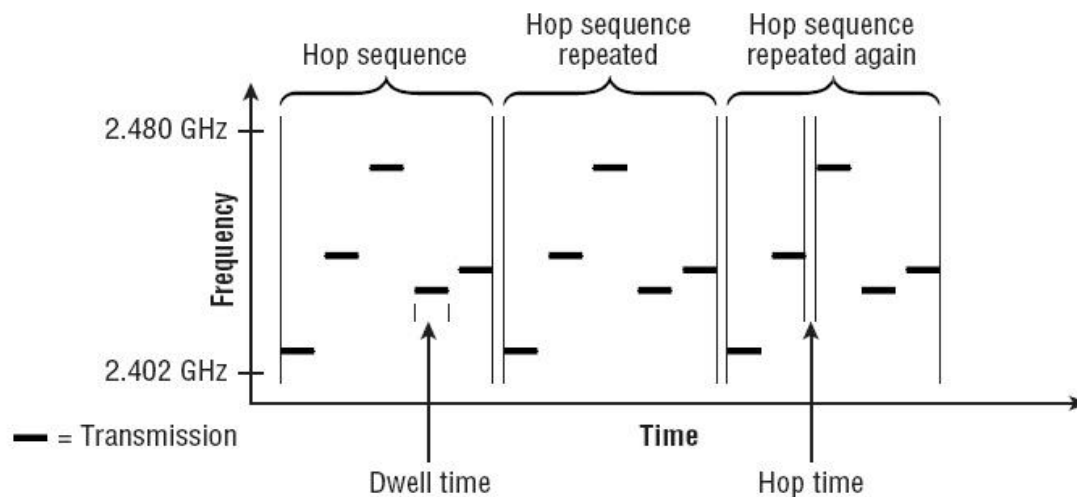 Hop sequence
Hop sequence
repeated
Hop sequence
repeated again
2.480 GHz
Frequency
2.402 GHz
= Transmission
Time
Dwell time
Hop time